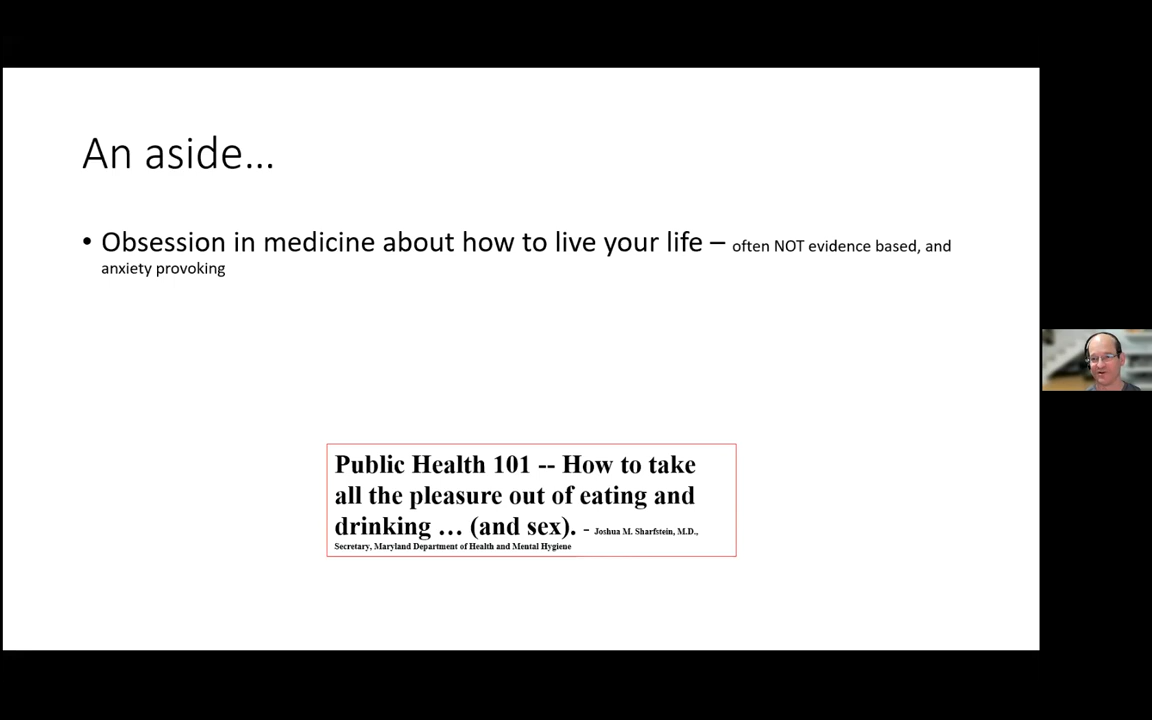 An aside…
• Obsession in medicine about how to live your life – often NOT evidence based, and
anxiety provoking
Public Health 101 -- How to take
all the pleasure out of eating and
drinking … (and sex). - Joshua M. Sharfstein, M.D.,
Secretary, Maryland Department of Health and Mental Hygiene